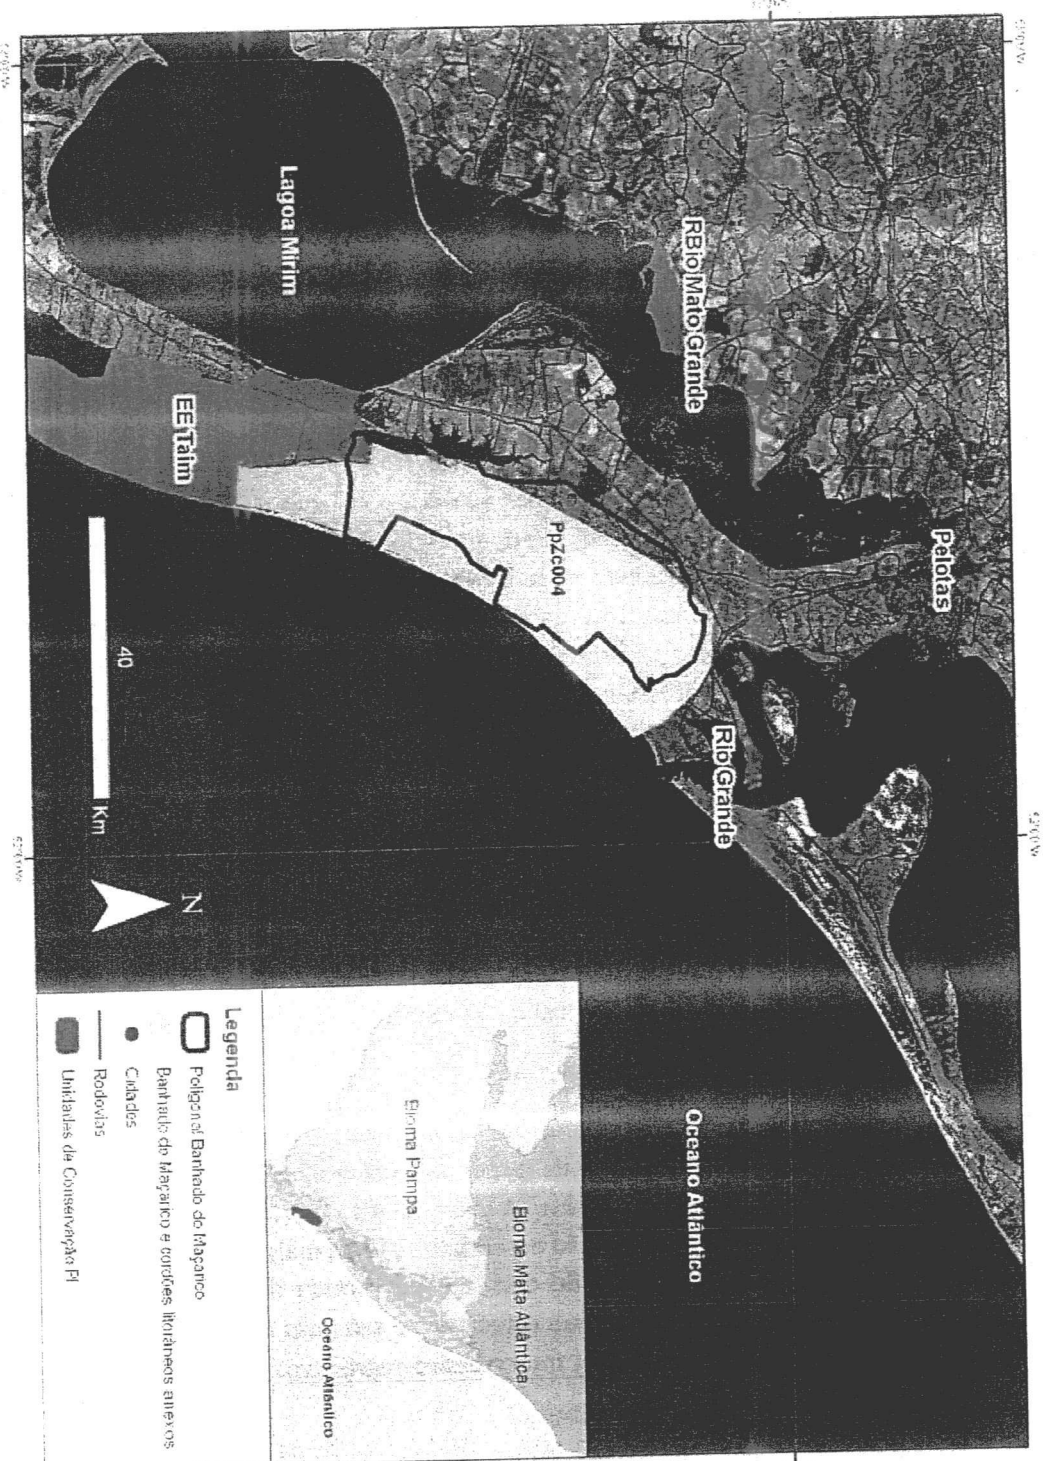 RBio Mato Grande
Pelotas
Lagoa Mirim
EE Taim
PpZc004
Rio Grande
Oceano Atlântico
40
Km
N
Bioma Mata Atlântica
Bioma Pampa
Oceano Atlântico
Legenda
Poligonal Banhado do Maçarico
Banhado do Maçarico e cordões litorâneos anexos
Cidades
Rodovias
Unidades de Conservação PI